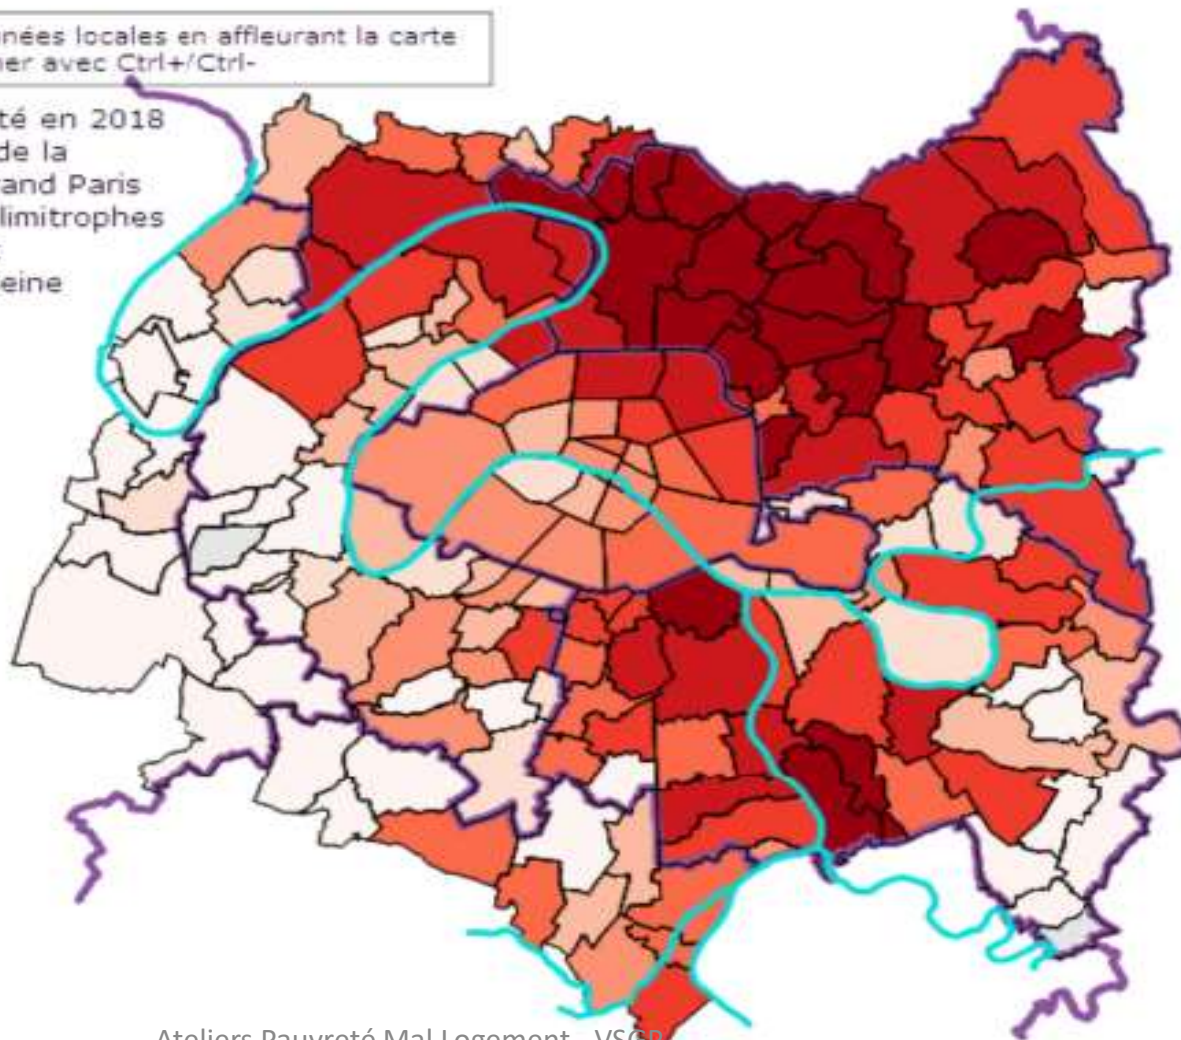 nées locales en affleurant la carte
er avec Ctrl+/Ctrl-
té en 2018
de la
and Paris
limitrophes
eine
Ateliers Pauvreté Mal Logement - VSGP